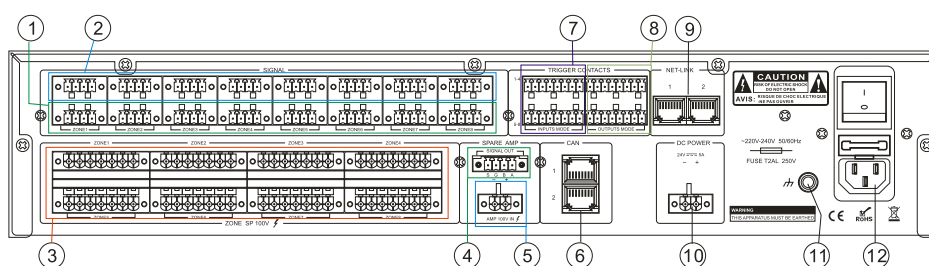 1 2 7 8 9
SIGNAL
TRIGGER CONTACTS
NET-LINK
1 2
ZONE1 ZONE2 ZONE3 ZONE4 ZONE5 ZONE6 ZONE7 ZONE8
INPUTS MODE OUTPUTS MODE
CAUTION
RISK OF ELECTRIC SHOCK
DO NOT OPEN
AVIS: RISQUE DE CHOC ELECTRIQUE
-NE PAS OUVRIR
ZONE1 ZONE2 ZONE3 ZONE4
SPARE AMP
SIGNAL OUT
S G B A
- +
AMP 100V IN
CAN
1
2
DC POWER
24V 5A
- +
~220V-240V 50/60Hz
FUSE T2AL 250V
ZONE5 ZONE6 ZONE7 ZONE8
ZONE SP 100V
WARNING
THIS APPARATUS MUST BE EARTHED
CE
ROHS
3 4 5 6 10 11 12